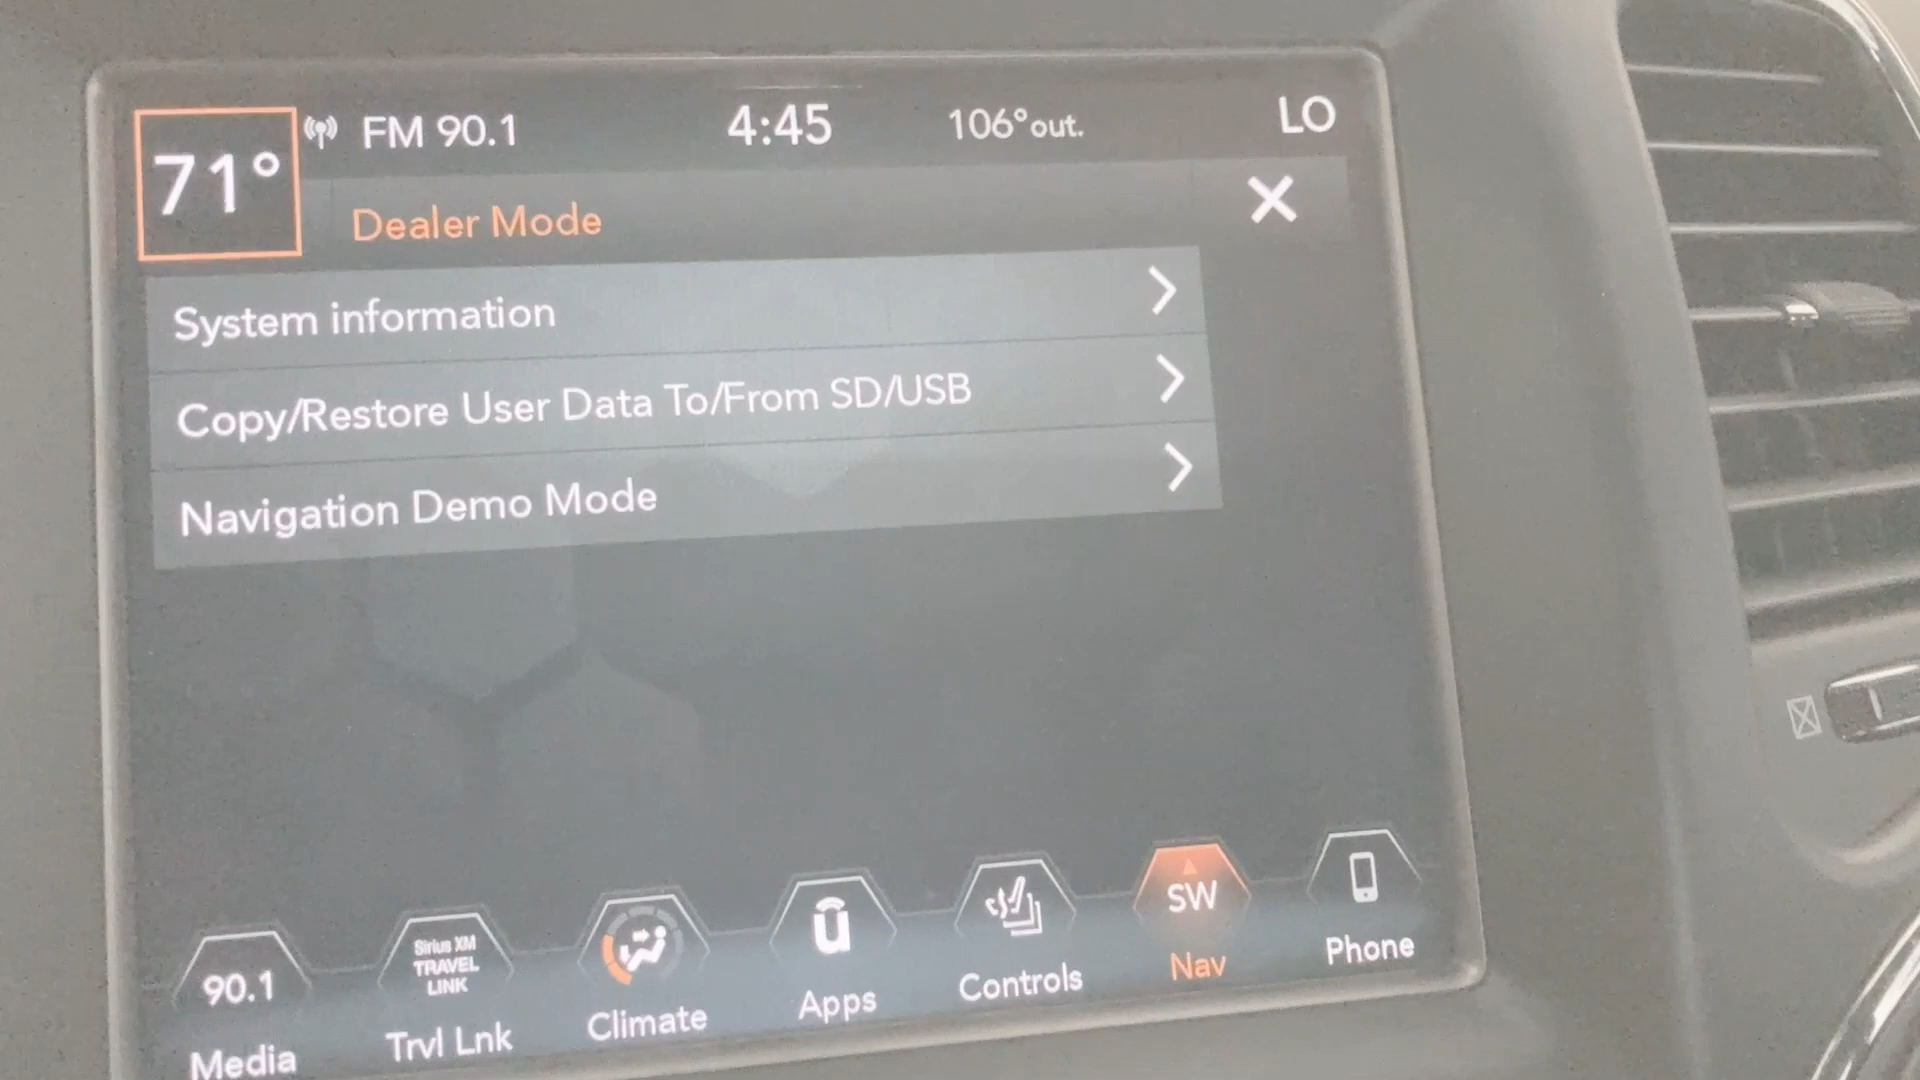 71°
FM 90.1
4:45
106°out.
LO
Dealer Mode
System information
Copy/Restore User Data To/From SD/USB
Navigation Demo Mode
90.1
Media
Sirius XM
TRAVEL
LINK
Trvl Lnk
Climate
ū
Apps
Controls
SW
Nav
Phone